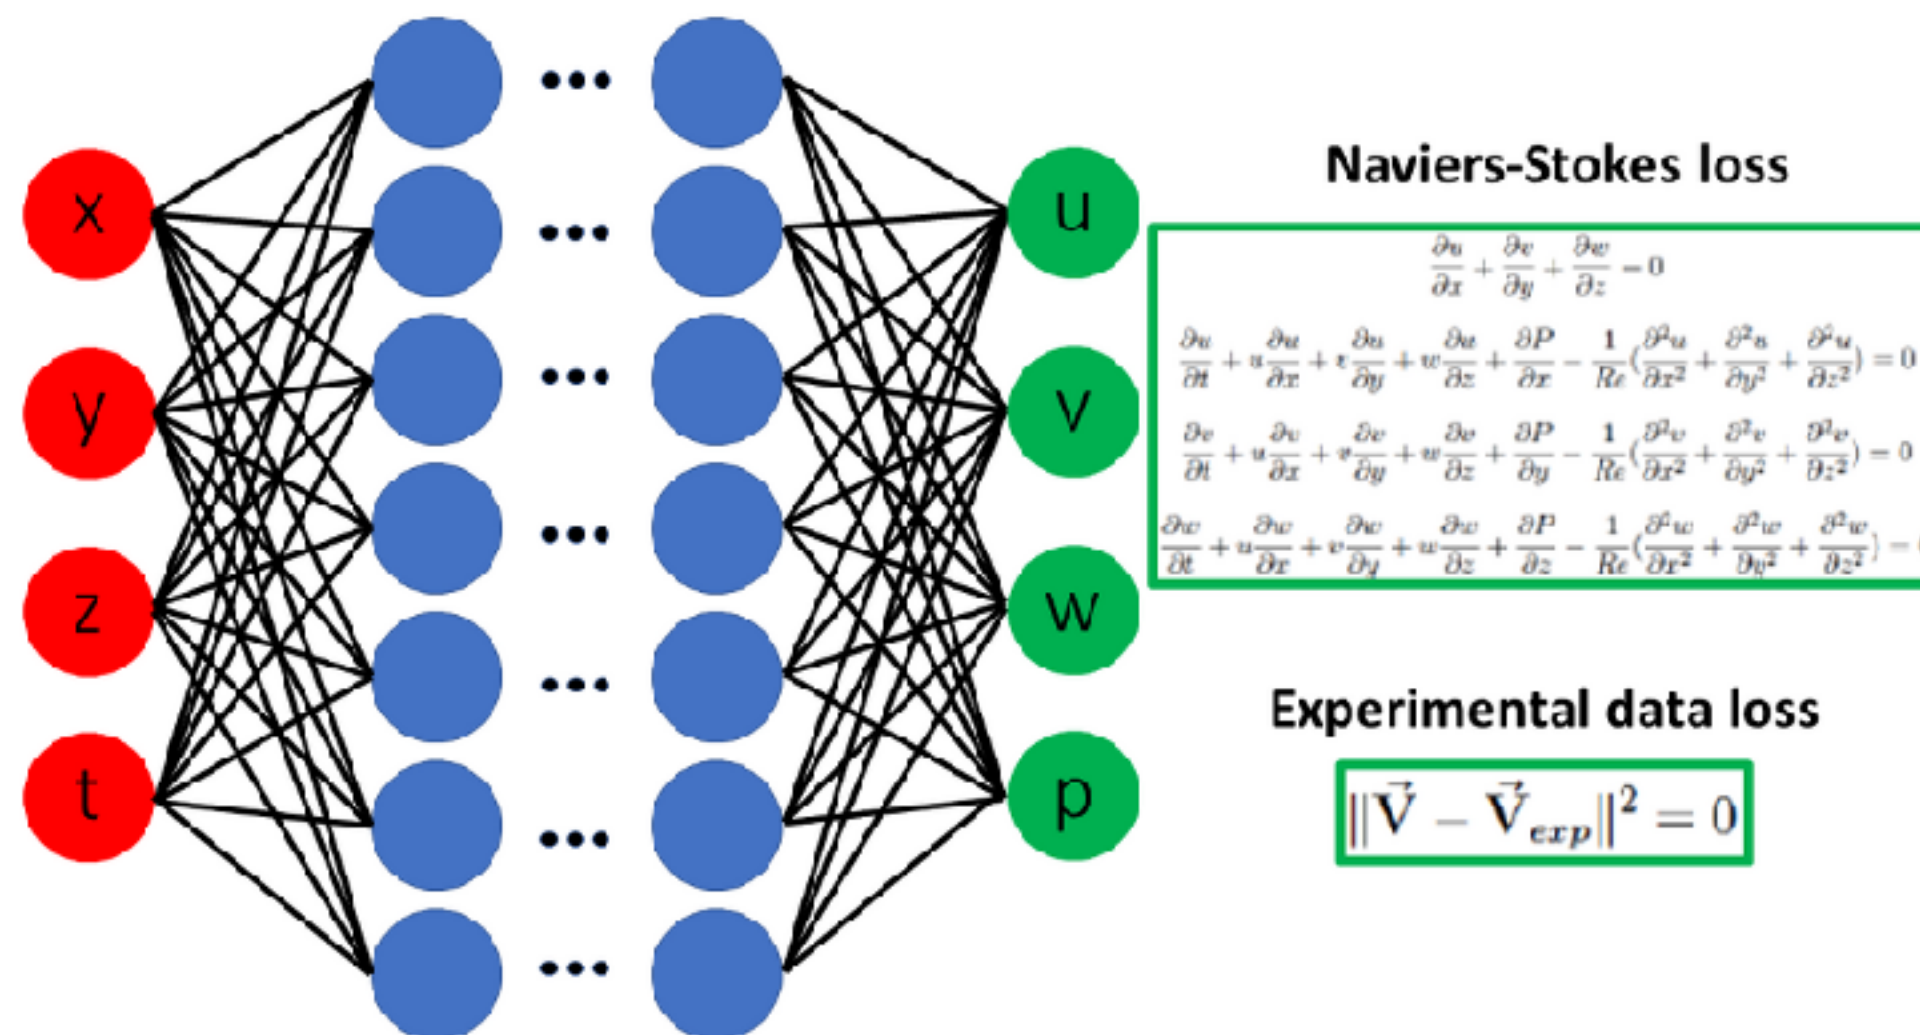 x
y
z
t
u
v
w
p
Naviers-Stokes loss
∂u/∂x + ∂v/∂y + ∂w/∂z = 0
∂u/∂t + u ∂u/∂x + v ∂u/∂y + w ∂u/∂z + ∂P/∂x − 1/Re (∂²u/∂x² + ∂²u/∂y² + ∂²u/∂z²) = 0
∂v/∂t + u ∂v/∂x + v ∂v/∂y + w ∂v/∂z + ∂P/∂y − 1/Re (∂²v/∂x² + ∂²v/∂y² + ∂²v/∂z²) = 0
∂w/∂t + u ∂w/∂x + v ∂w/∂y + w ∂w/∂z + ∂P/∂z − 1/Re (∂²w/∂x² + ∂²w/∂y² + ∂²w/∂z²) =
Experimental data loss
‖V⃗ − V⃗exp‖² = 0